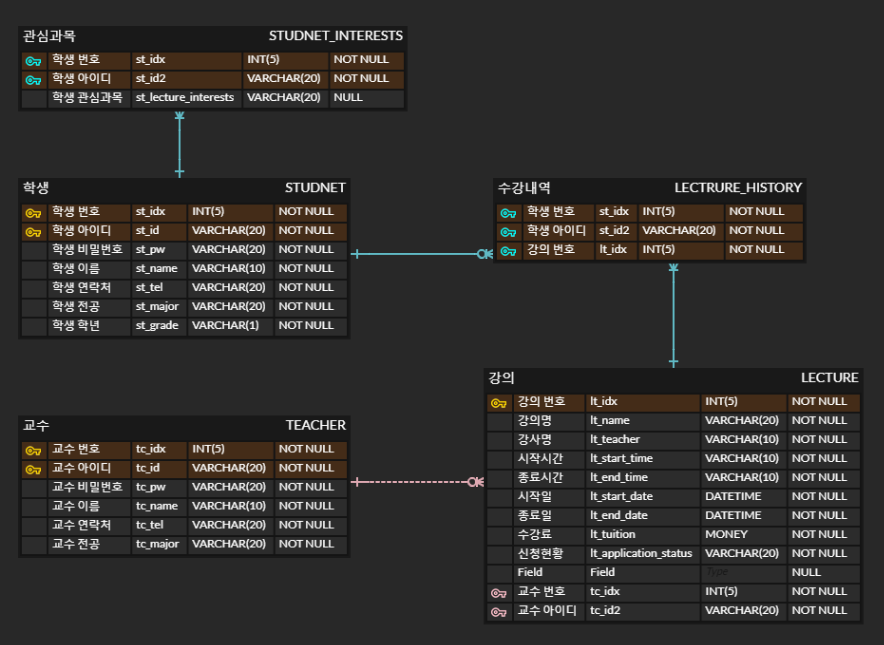 관심과목 STUDNET_INTERESTS
학생 번호 st_idx INT(5) NOT NULL
학생 아이디 st_id2 VARCHAR(20) NOT NULL
학생 관심과목 st_lecture_interests VARCHAR(20) NULL
학생 STUDNET
학생 번호 st_idx INT(5) NOT NULL
학생 아이디 st_id VARCHAR(20) NOT NULL
학생 비밀번호 st_pw VARCHAR(20) NOT NULL
학생 이름 st_name VARCHAR(10) NOT NULL
학생 연락처 st_tel VARCHAR(20) NOT NULL
학생 전공 st_major VARCHAR(20) NOT NULL
학생 학년 st_grade VARCHAR(1) NOT NULL
수강내역 LECTRURE_HISTORY
학생 번호 st_idx INT(5) NOT NULL
학생 아이디 st_id2 VARCHAR(20) NOT NULL
강의 번호 lt_idx INT(5) NOT NULL
교수 TEACHER
교수 번호 tc_idx INT(5) NOT NULL
교수 아이디 tc_id VARCHAR(20) NOT NULL
교수 비밀번호 tc_pw VARCHAR(20) NOT NULL
교수 이름 tc_name VARCHAR(10) NOT NULL
교수 연락처 tc_tel VARCHAR(20) NOT NULL
교수 전공 tc_major VARCHAR(20) NOT NULL
강의 LECTURE
강의 번호 lt_idx INT(5) NOT NULL
강의명 lt_name VARCHAR(20) NOT NULL
강사명 lt_teacher VARCHAR(10) NOT NULL
시작시간 lt_start_time VARCHAR(10) NOT NULL
종료시간 lt_end_time VARCHAR(10) NOT NULL
시작일 lt_start_date DATETIME NOT NULL
종료일 lt_end_date DATETIME NOT NULL
수강료 lt_tuition MONEY NOT NULL
신청현황 lt_application_status VARCHAR(20) NOT NULL
Field Field Type NULL
교수 번호 tc_idx INT(5) NOT NULL
교수 아이디 tc_id2 VARCHAR(20) NOT NULL